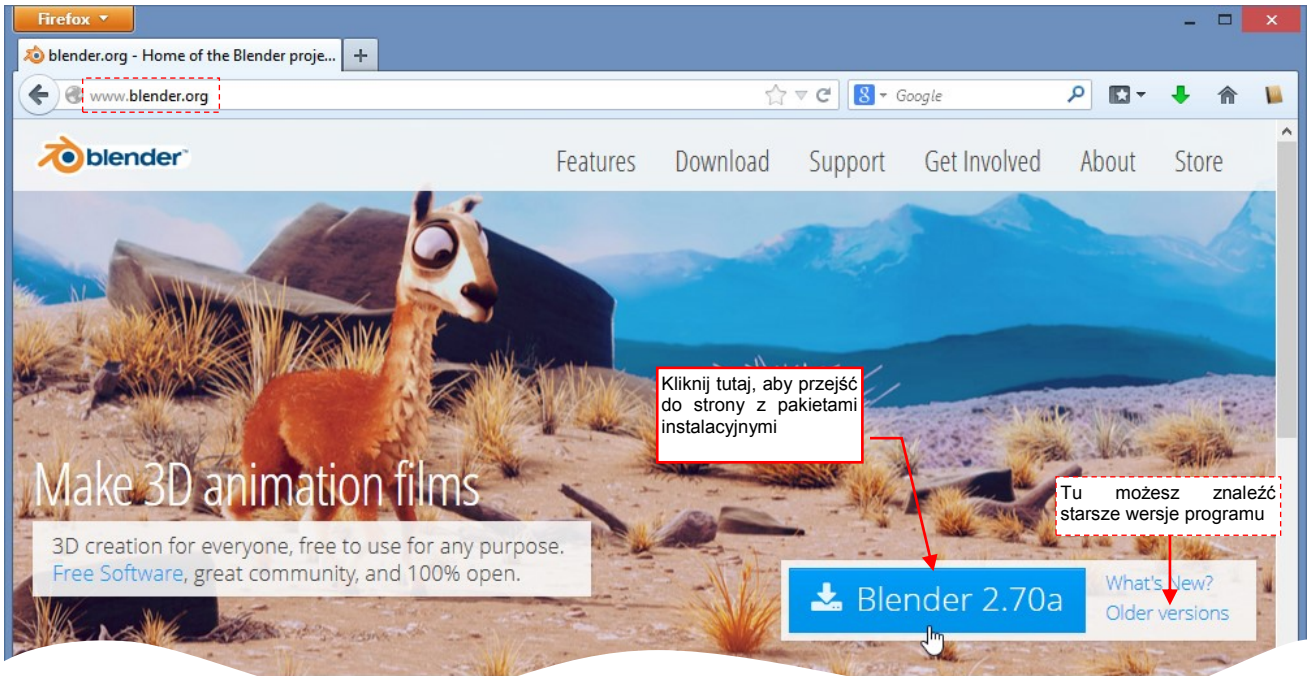 Firefox
blender.org - Home of the Blender proje...
www.blender.org
8 Google
blender™
Features Download Support Get Involved About Store
Kliknij tutaj, aby przejść
do strony z pakietami
instalacyjnymi
Make 3D animation films
Tu możesz znaleźć
starsze wersje programu
3D creation for everyone, free to use for any purpose.
Free Software, great community, and 100% open.
Blender 2.70a
What's New?
Older versions